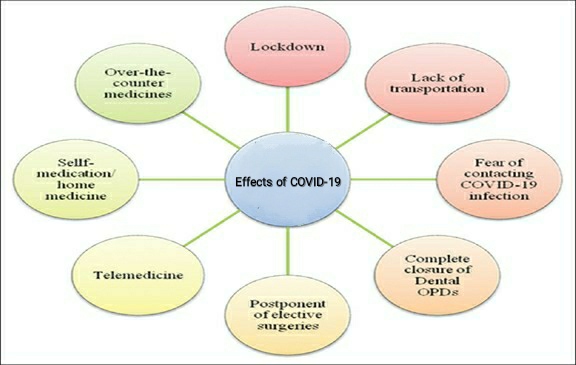 Lockdown
Lack of
transportation
Fear of
contacting
COVID-19
infection
Complete
closure of
Dental
OPDs
Postponent
of elective
surgeries
Telemedicine
Sellf-
medication/
home
medicine
Over-the-
counter
medicines
Effects of COVID-19